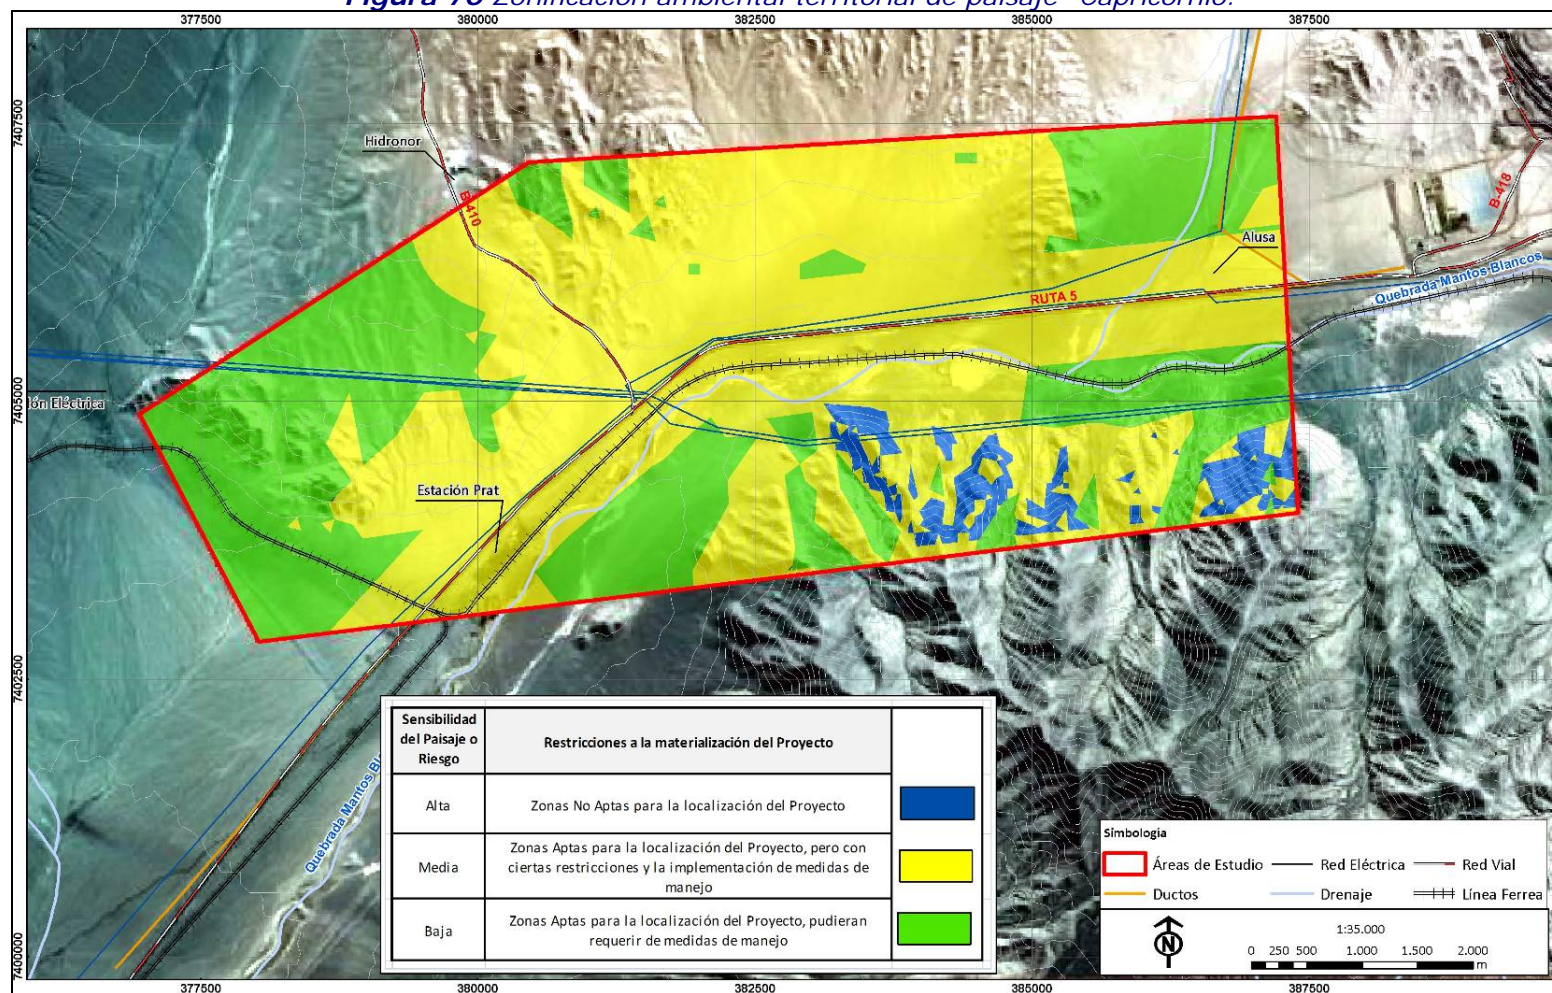 Figura 78 Zonificación ambiental territorial de paisaje "Capricornio."
377500 380000 382500 385000 387500
7407500
7405000
7402500
7400000
Hidronor
B-410
B-418
Alusa
RUTA 5
Quebrada Mantos Blancos
ión Eléctrica
Estación Prat
Quebrada Mantos Bl
Sensibilidad del Paisaje o Riesgo
Restricciones a la materialización del Proyecto
Alta
Zonas No Aptas para la localización del Proyecto
Media
Zonas Aptas para la localización del Proyecto, pero con
ciertas restricciones y la implementación de medidas de
manejo
Baja
Zonas Aptas para la localización del Proyecto, pudieran
requerir de medidas de manejo
Simbología
Áreas de Estudio Red Eléctrica Red Vial
Ductos Drenaje Línea Ferrea
N
1:35.000
0 250 500 1.000 1.500 2.000
m
377500 380000 382500 385000 387500